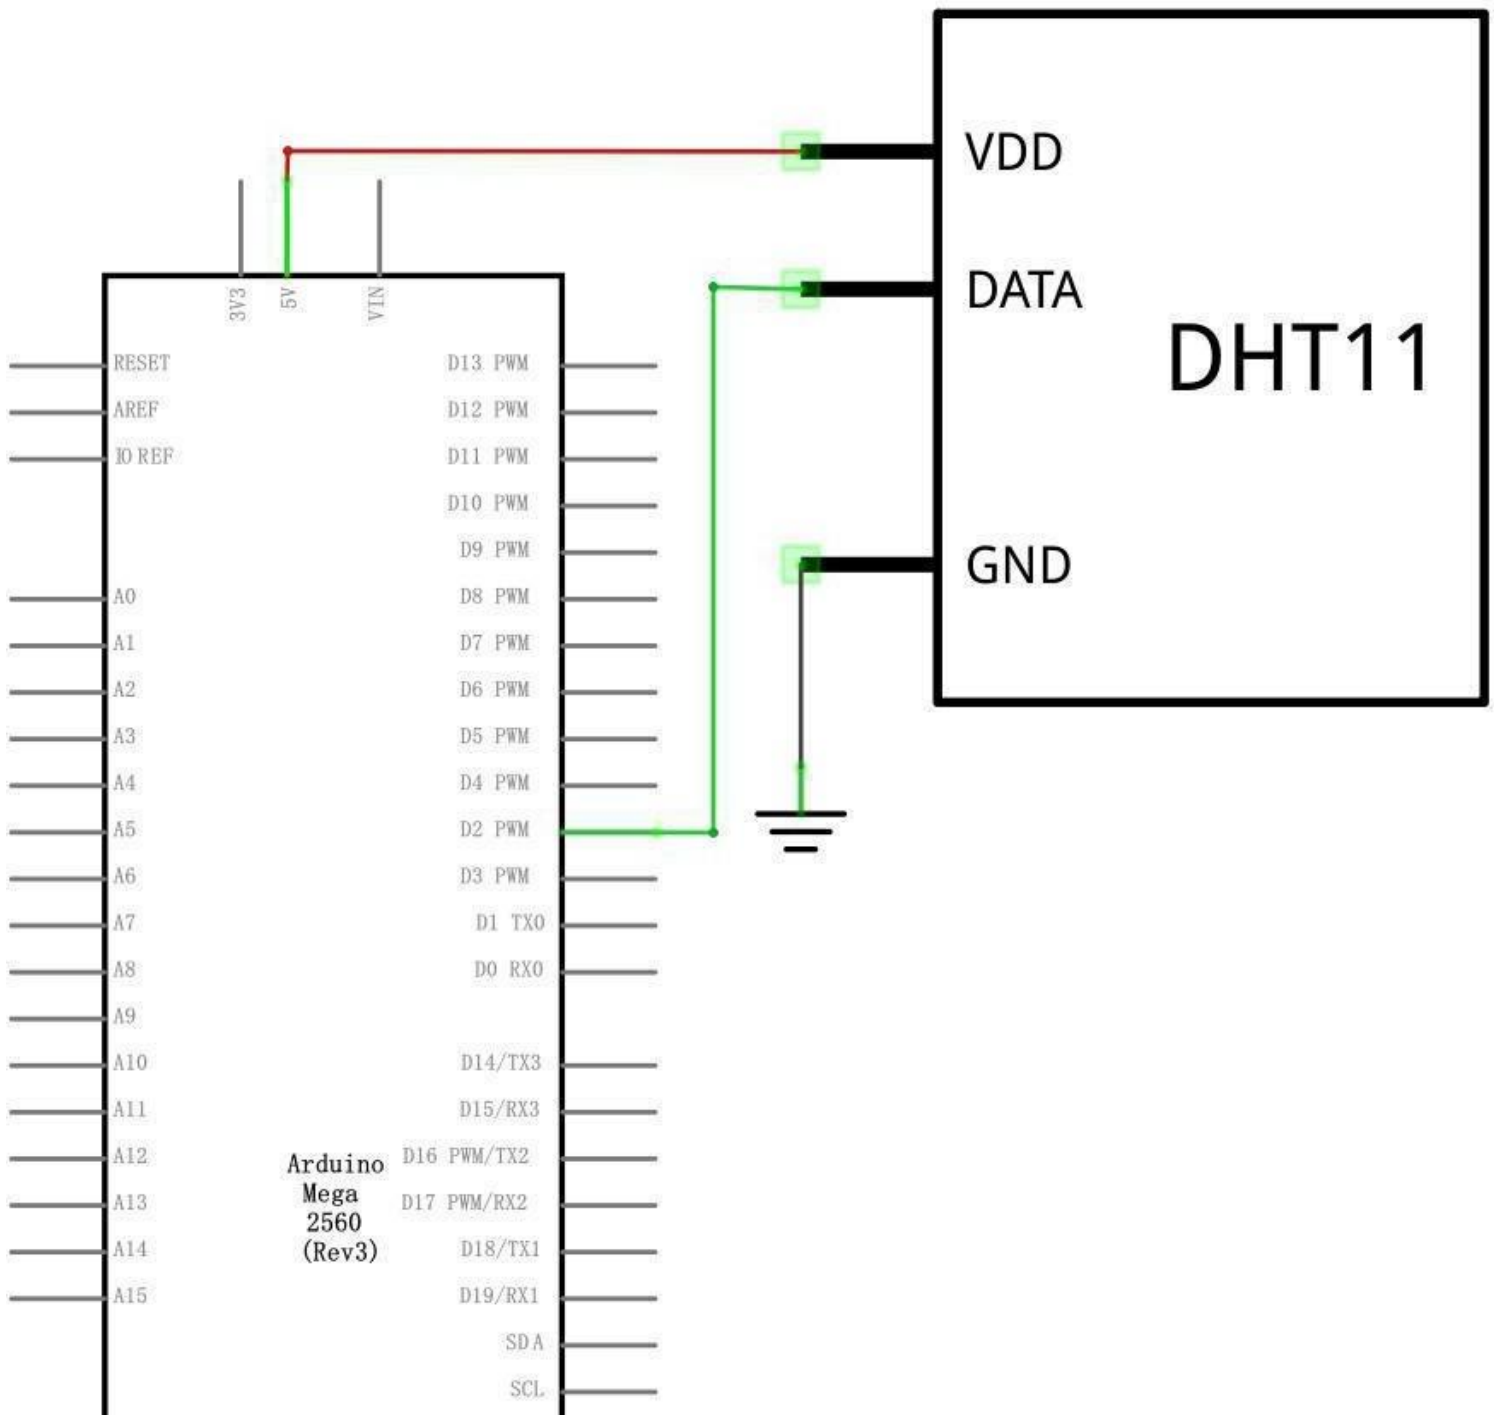 VDD
DATA
DHT11
GND
3V3
5V
VIN
RESET
AREF
IO REF
A0
A1
A2
A3
A4
A5
A6
A7
A8
A9
A10
A11
A12
A13
A14
A15
D13 PWM
D12 PWM
D11 PWM
D10 PWM
D9 PWM
D8 PWM
D7 PWM
D6 PWM
D5 PWM
D4 PWM
D2 PWM
D3 PWM
D1 TX0
D0 RX0
D14/TX3
D15/RX3
D16 PWM/TX2
D17 PWM/RX2
D18/TX1
D19/RX1
SDA
SCL
Arduino
Mega
2560
(Rev3)